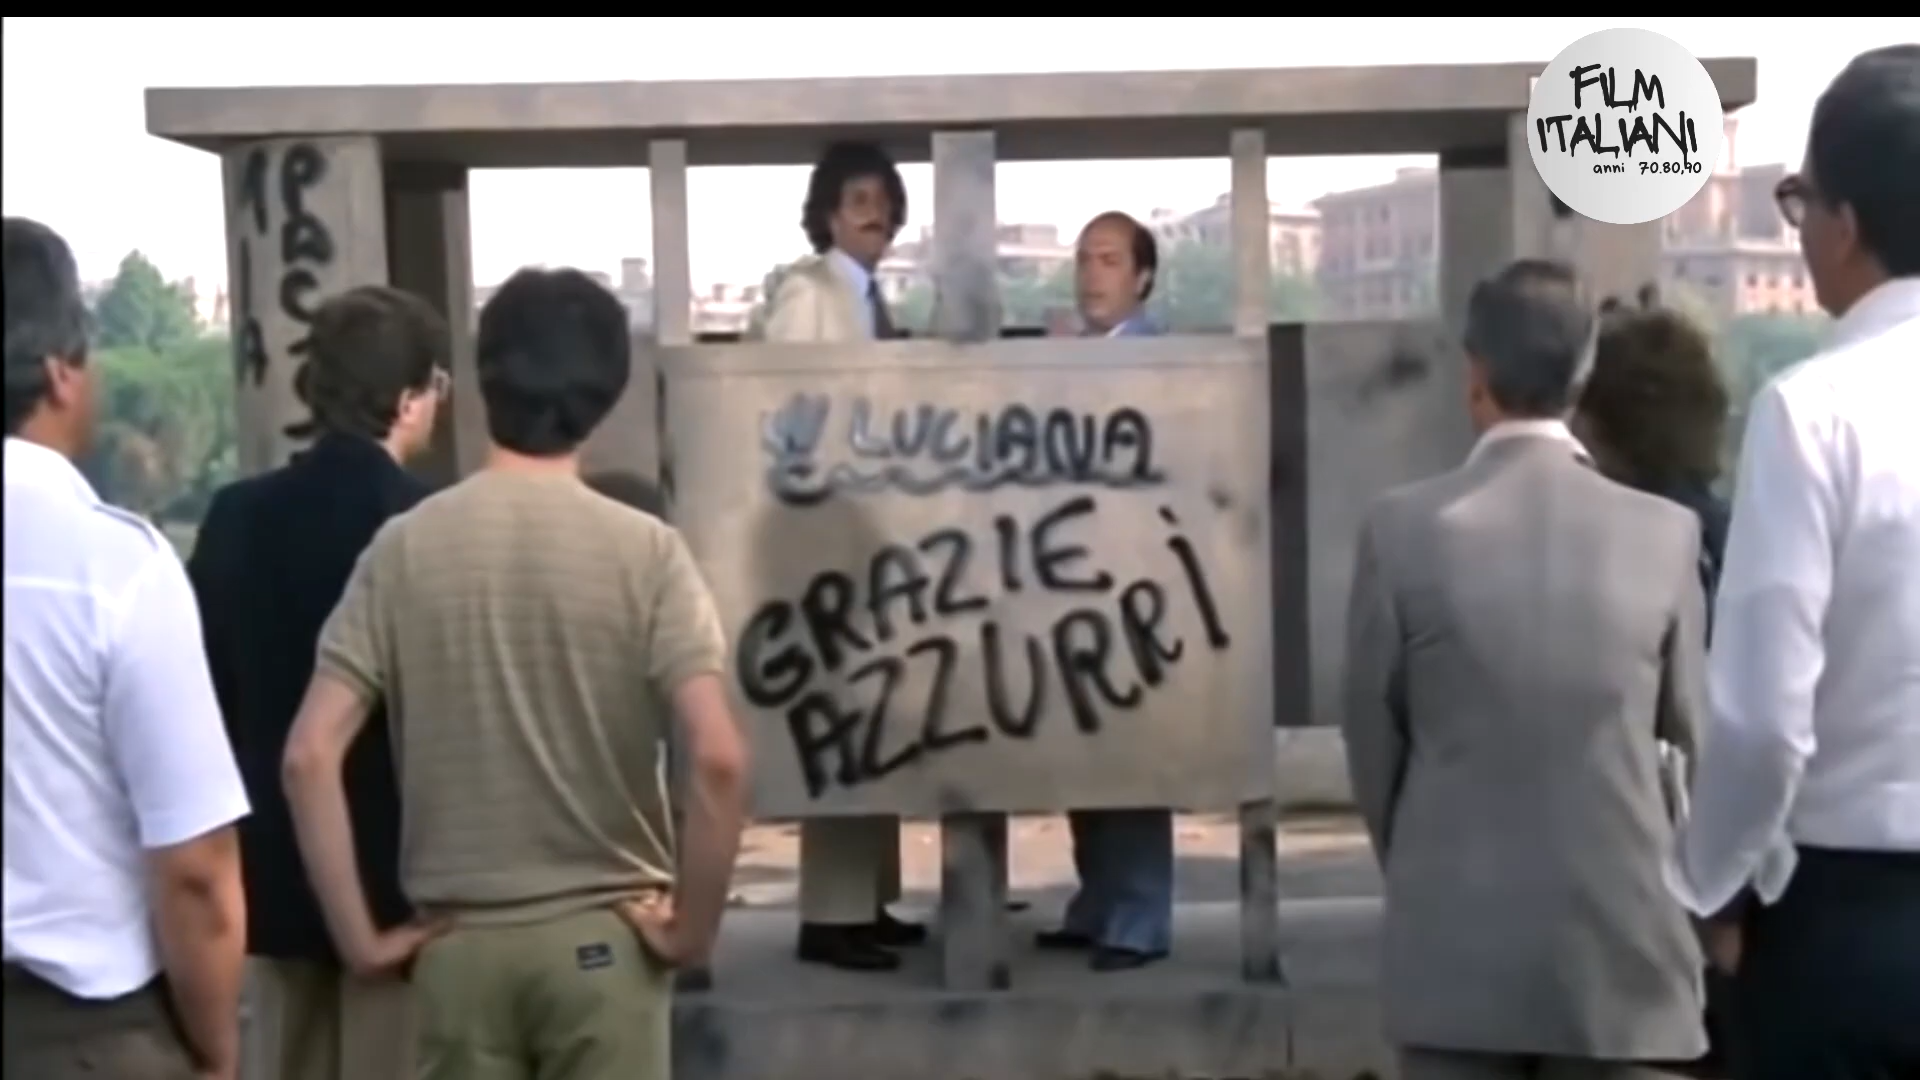 FILM
ITALIANI
anni 70.80,90
W LUCIANA
GRAZIE
AZZURRI